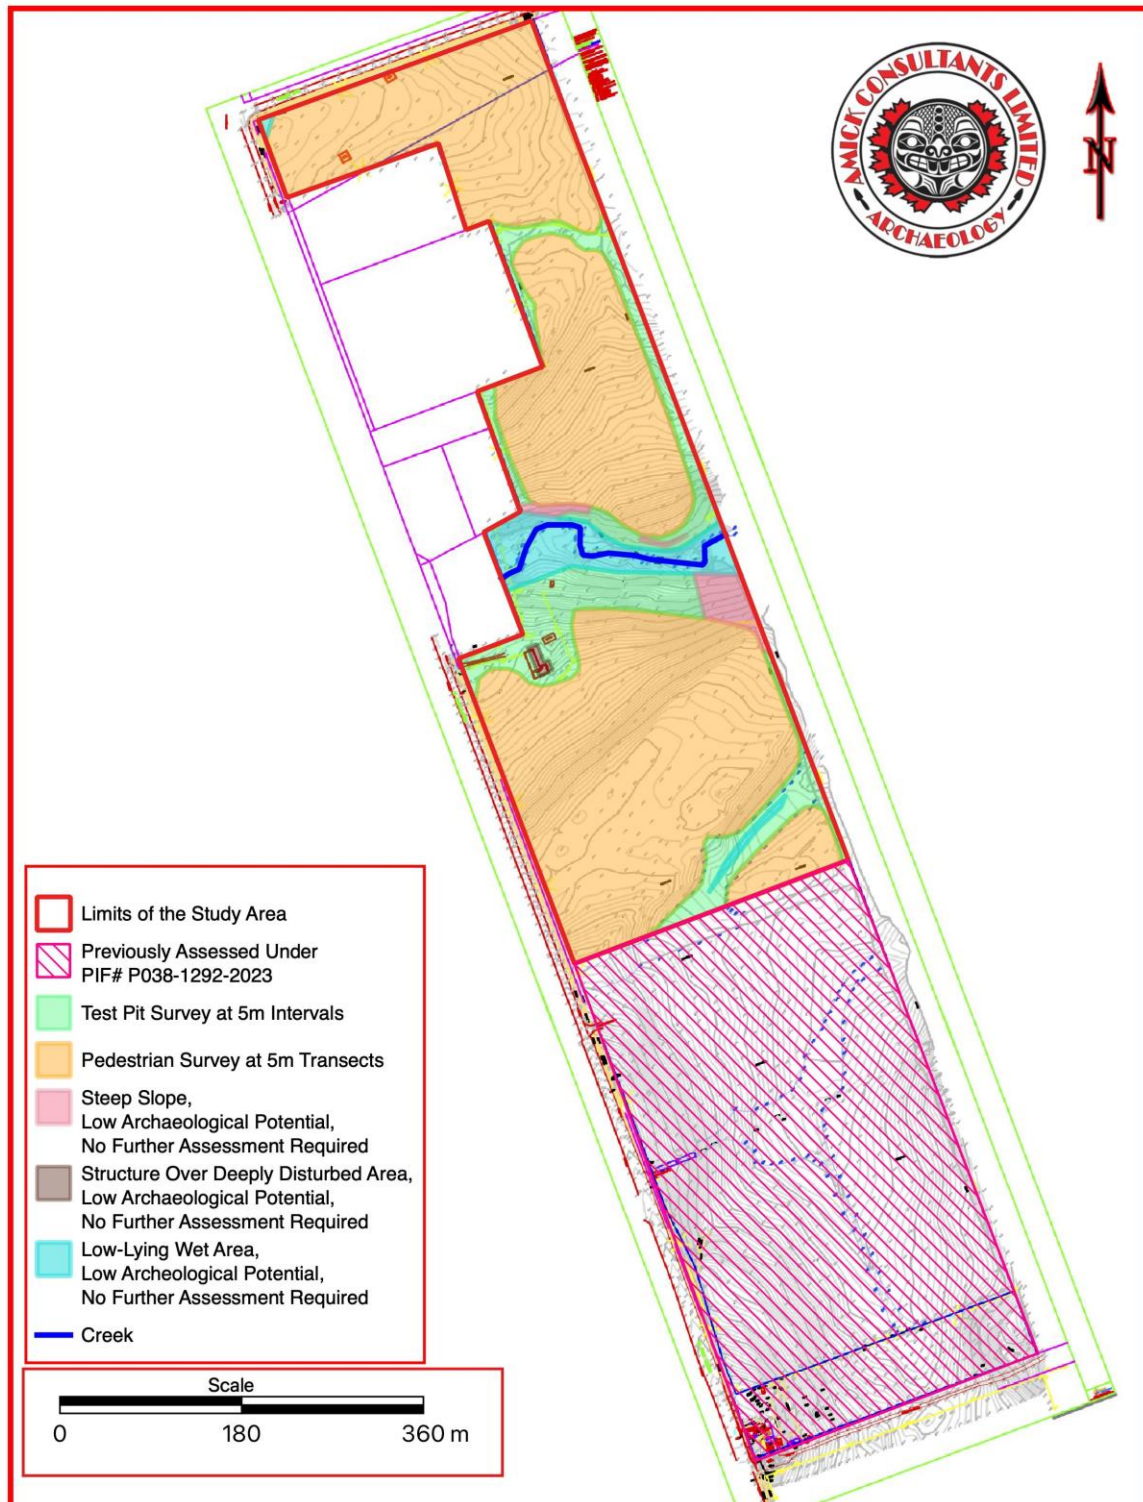 AMICK CONSULTANTS LIMITED
ARCHAEOLOGY
N
Limits of the Study Area
Previously Assessed Under
PIF# P038-1292-2023
Test Pit Survey at 5m Intervals
Pedestrian Survey at 5m Transects
Steep Slope,
Low Archaeological Potential,
No Further Assessment Required
Structure Over Deeply Disturbed Area,
Low Archaeological Potential,
No Further Assessment Required
Low-Lying Wet Area,
Low Archeological Potential,
No Further Assessment Required
Creek
Scale
0 180 360 m